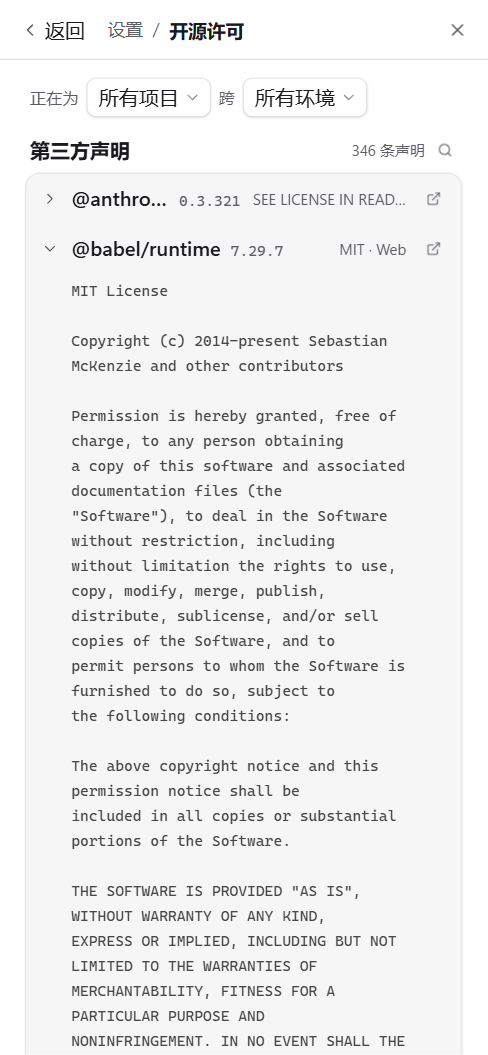 返回 设置 / 开源许可
正在为 所有项目 跨 所有环境
第三方声明 346 条声明
@anthro... 0.3.321 SEE LICENSE IN READ...
@babel/runtime 7.29.7 MIT · Web
MIT License
Copyright (c) 2014-present Sebastian
McKenzie and other contributors
Permission is hereby granted, free of
charge, to any person obtaining
a copy of this software and associated
documentation files (the
"Software"), to deal in the Software
without restriction, including
without limitation the rights to use,
copy, modify, merge, publish,
distribute, sublicense, and/or sell
copies of the Software, and to
permit persons to whom the Software is
furnished to do so, subject to
the following conditions:
The above copyright notice and this
permission notice shall be
included in all copies or substantial
portions of the Software.
THE SOFTWARE IS PROVIDED "AS IS",
WITHOUT WARRANTY OF ANY KIND,
EXPRESS OR IMPLIED, INCLUDING BUT NOT
LIMITED TO THE WARRANTIES OF
MERCHANTABILITY, FITNESS FOR A
PARTICULAR PURPOSE AND
NONINFRINGEMENT. IN NO EVENT SHALL THE